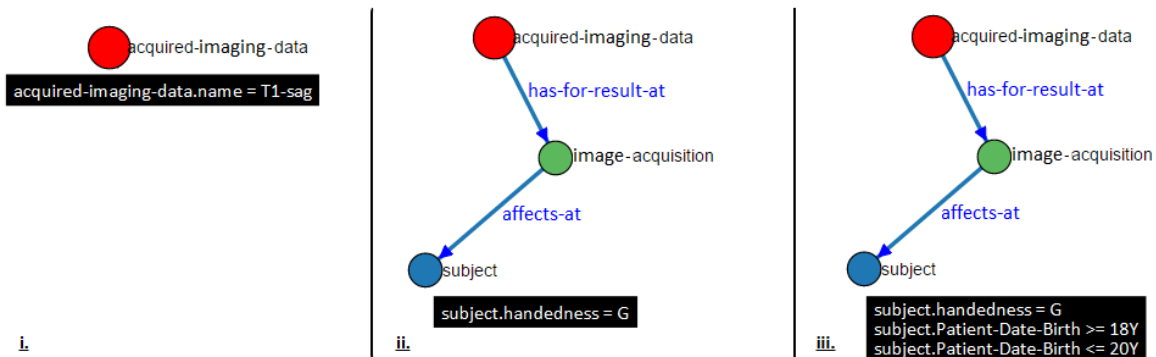 acquired-imaging-data
acquired-imaging-data.name = T1-sag
i.
acquired-imaging-data
has-for-result-at
image-acquisition
affects-at
subject
subject.handedness = G
ii.
acquired-imaging-data
has-for-result-at
image-acquisition
affects-at
subject
subject.handedness = G
subject.Patient-Date-Birth >= 18Y
subject.Patient-Date-Birth <= 20Y
iii.